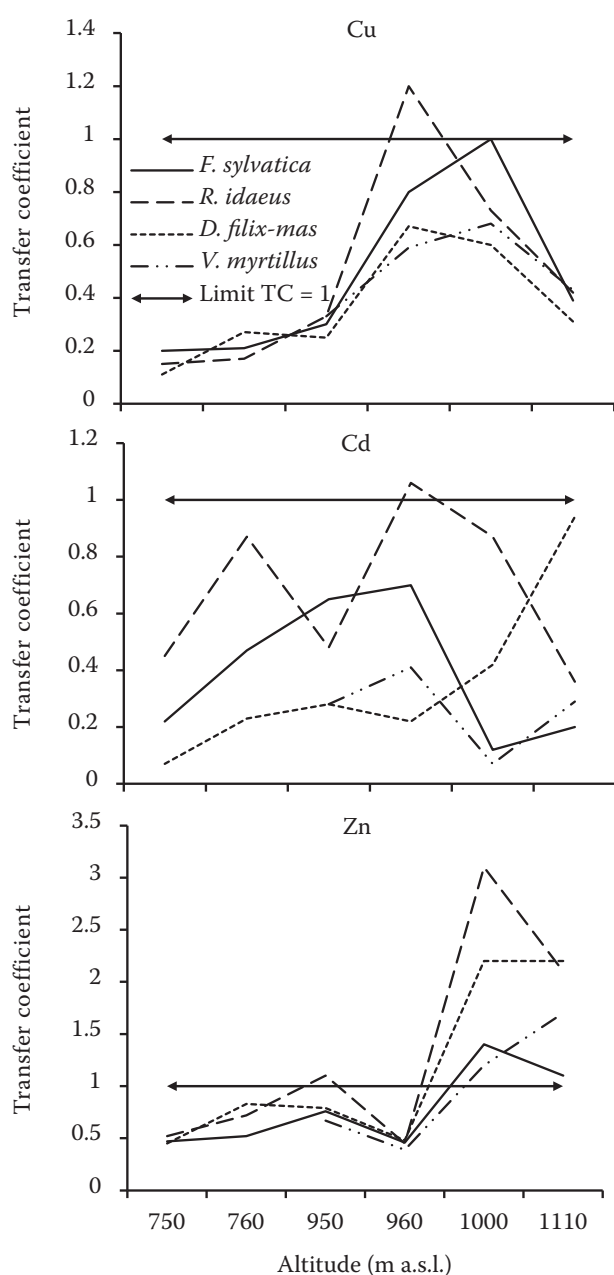 Cu
Transfer coefficient
1.4
1.2
1
0.8
0.6
0.4
0.2
0
F. sylvatica
R. idaeus
D. filix-mas
V. myrtillus
Limit TC = 1
Cd
Transfer coefficient
1.2
1
0.8
0.6
0.4
0.2
0
Zn
Transfer coefficient
3.5
3
2.5
2
1.5
1
0.5
0
750 760 950 960 1000 1110
Altitude (m a.s.l.)